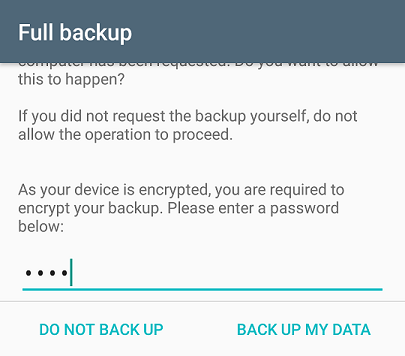 Full backup
computer has been requested. Do you want to allow
this to happen?
If you did not request the backup yourself, do not
allow the operation to proceed.
As your device is encrypted, you are required to
encrypt your backup. Please enter a password
below:
••••
DO NOT BACK UP
BACK UP MY DATA